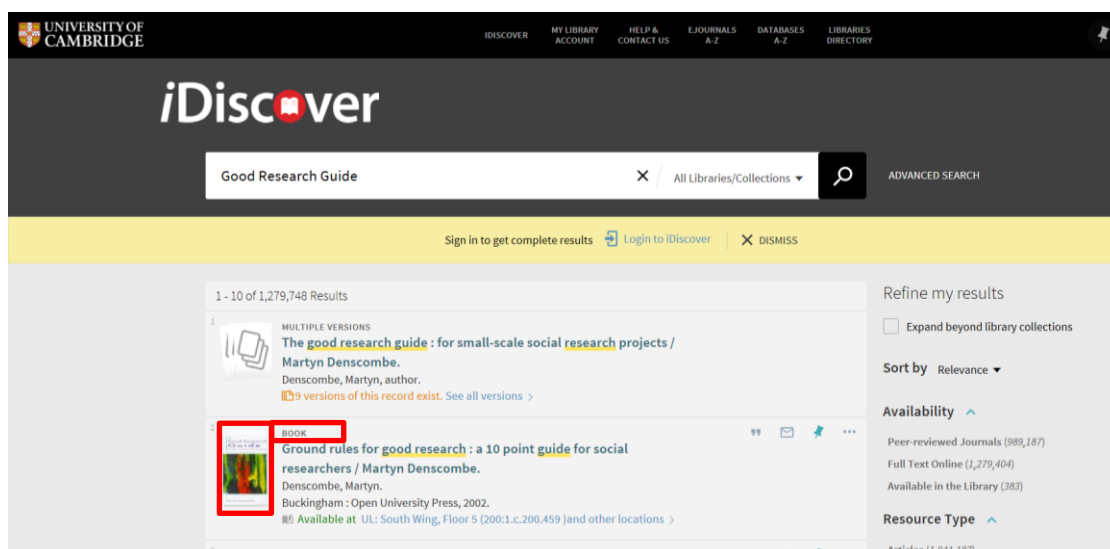 UNIVERSITY OF
CAMBRIDGE
IDISCOVER
MY LIBRARY
ACCOUNT
HELP &
CONTACT US
EJOURNALS
A-Z
DATABASES
A-Z
LIBRARIES
DIRECTORY
iDiscover
Good Research Guide
All Libraries/Collections
ADVANCED SEARCH
Sign in to get complete results Login to iDiscover DISMISS
1 - 10 of 1,279,748 Results
1
MULTIPLE VERSIONS
The good research guide : for small-scale social research projects /
Martyn Denscombe.
Denscombe, Martyn, author.
9 versions of this record exist. See all versions >
2
BOOK
Ground rules for good research : a 10 point guide for social
researchers / Martyn Denscombe.
Denscombe, Martyn.
Buckingham : Open University Press, 2002.
Available at UL: South Wing, Floor 5 (200:1.c.200.459 )and other locations >
Refine my results
Expand beyond library collections
Sort by Relevance
Availability
Peer-reviewed Journals (989,187)
Full Text Online (1,279,404)
Available in the Library (383)
Resource Type